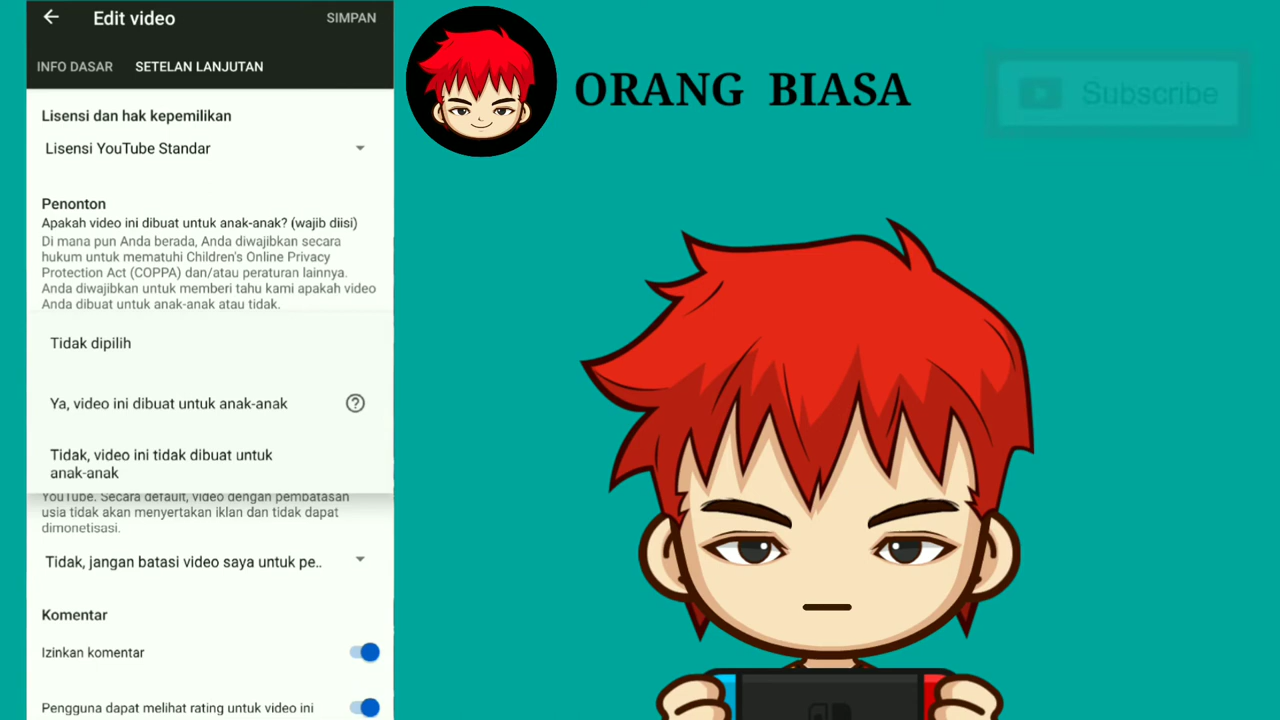 Edit video
SIMPAN
INFO DASAR
SETELAN LANJUTAN
Lisensi dan hak kepemilikan
Lisensi YouTube Standar
Penonton
Apakah video ini dibuat untuk anak-anak? (wajib diisi)
Di mana pun Anda berada, Anda diwajibkan secara
hukum untuk mematuhi Children's Online Privacy
Protection Act (COPPA) dan/atau peraturan lainnya.
Anda diwajibkan untuk memberi tahu kami apakah video
Anda dibuat untuk anak-anak atau tidak.
Tidak dipilih
Ya, video ini dibuat untuk anak-anak
Tidak, video ini tidak dibuat untuk
anak-anak
YouTube. Secara default, video dengan pembatasan
usia tidak akan menyertakan iklan dan tidak dapat
dimonetisasi.
Tidak, jangan batasi video saya untuk pe..
Komentar
Izinkan komentar
Pengguna dapat melihat rating untuk video ini
ORANG BIASA
Subscribe